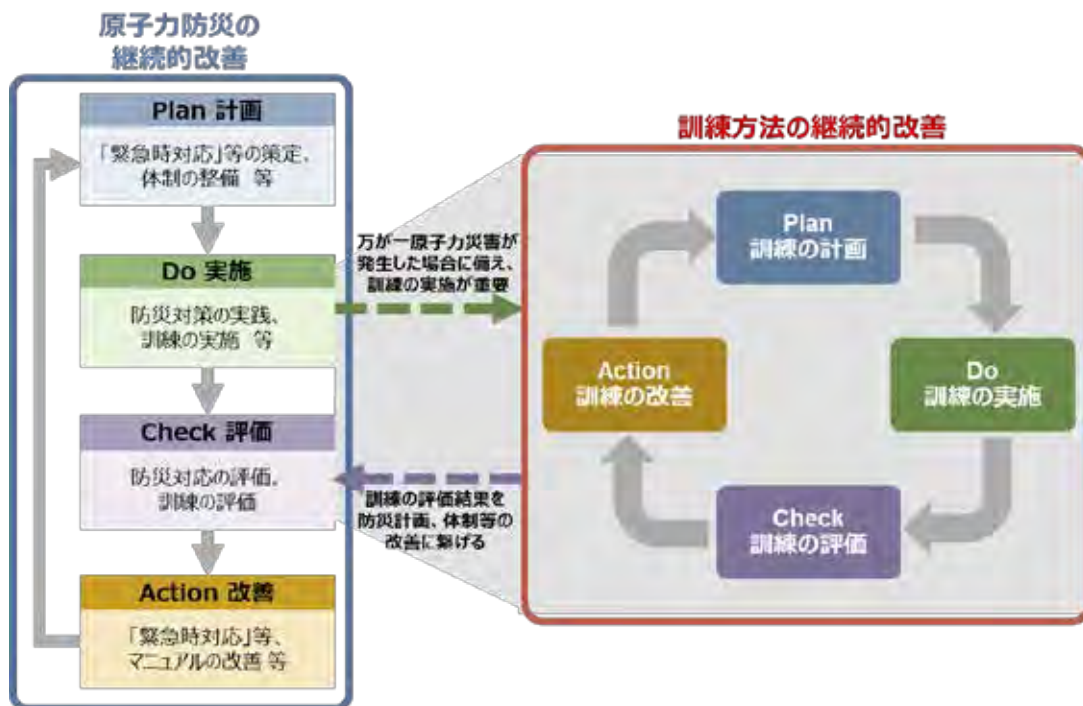 原子力防災の
継続的改善
Plan 計画
「緊急時対応」等の策定、
体制の整備 等
Do 実施
防災対策の実践、
訓練の実施 等
Check 評価
防災対応の評価、
訓練の評価
Action 改善
「緊急時対応」等、
マニュアルの改善 等
万が一原子力災害が
発生した場合に備え、
訓練の実施が重要
訓練の評価結果を
防災計画、体制等の
改善に繋げる
訓練方法の継続的改善
Plan
訓練の計画
Do
訓練の実施
Check
訓練の評価
Action
訓練の改善